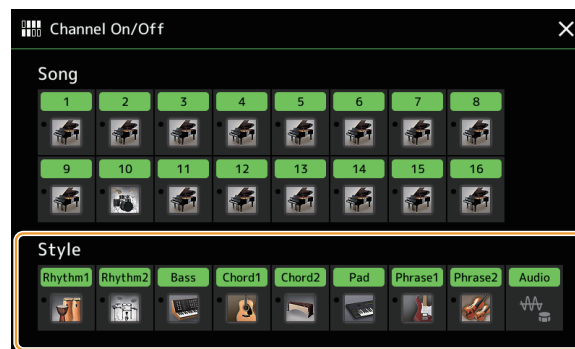 Channel On/Off
Song
1 2 3 4 5 6 7 8
9 10 11 12 13 14 15 16
Style
Rhythm1 Rhythm2 Bass Chord1 Chord2 Pad Phrase1 Phrase2 Audio